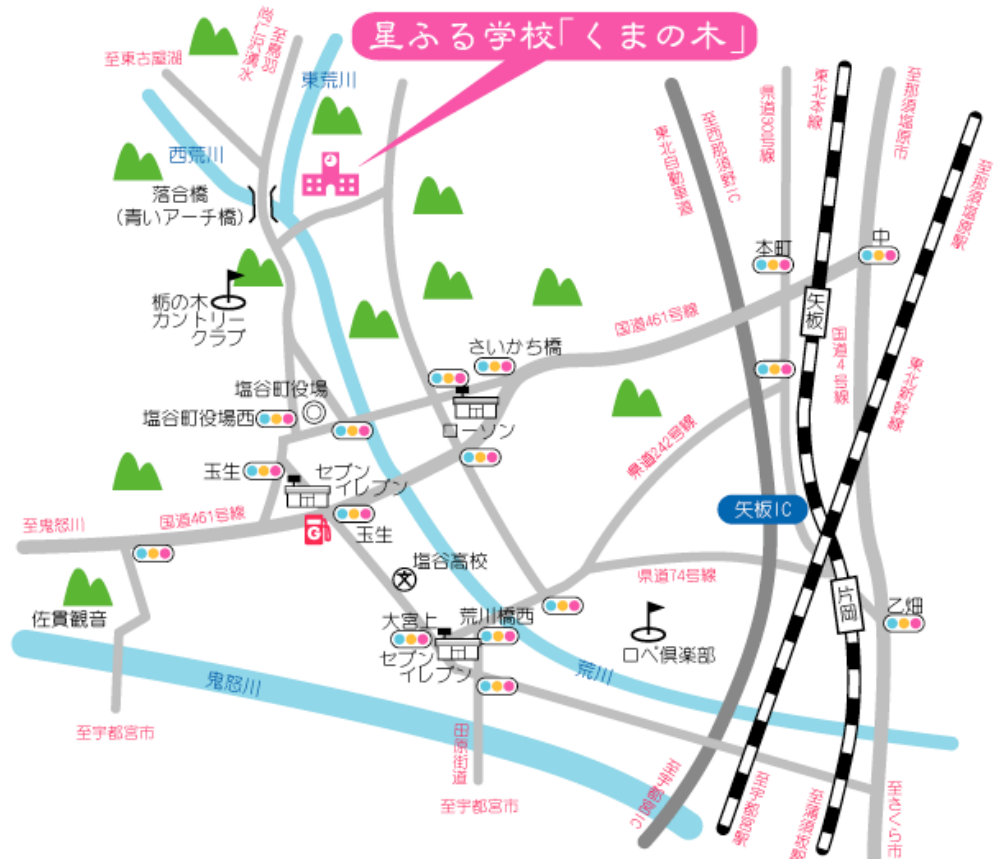 星ふる学校「くまの木」
至東古屋湖
至鳥羽
尚仁沢湧水
東荒川
西荒川
落合橋
（青いアーチ橋）
栃の木
カントリー
クラブ
塩谷町役場
塩谷町役場西
玉生
セブン
イレブン
玉生
さいかち橋
ローソン
国道461号線
国道461号線
至鬼怒川
佐貫観音
鬼怒川
至宇都宮市
塩谷高校
大宮上
荒川橋西
セブン
イレブン
田原街道
至宇都宮市
荒川
ロペ倶楽部
県道74号線
県道242号線
矢板IC
東北自動車道
至西那須野IC
至宇都宮IC
県道30号線
本町
東北本線
矢板
中
至那須塩原市
国道4号線
至那須塩原駅
東北新幹線
片岡
乙畑
至宇都宮駅
至さくら市